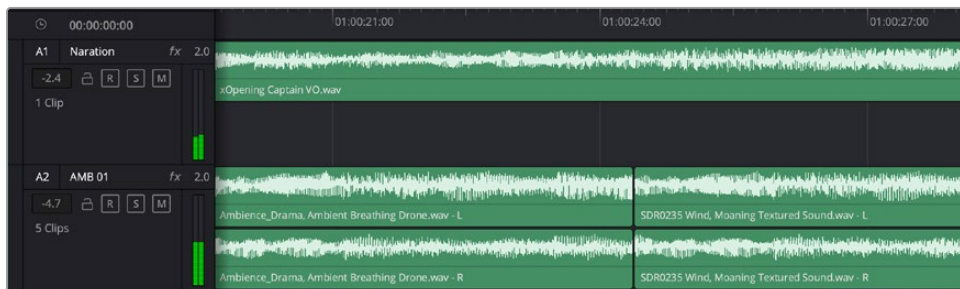 00:00:00:00 01:00:21:00 01:00:24:00 01:00:27:00
A1 Naration fx 2.0
-2.4 R S M
1 Clip
xOpening Captain VO.wav
A2 AMB 01 fx 2.0
-4.7 R S M
5 Clips
Ambience_Drama, Ambient Breathing Drone.wav - L
SDR0235 Wind, Moaning Textured Sound.wav - L
Ambience_Drama, Ambient Breathing Drone.wav - R
SDR0235 Wind, Moaning Textured Sound.wav - R